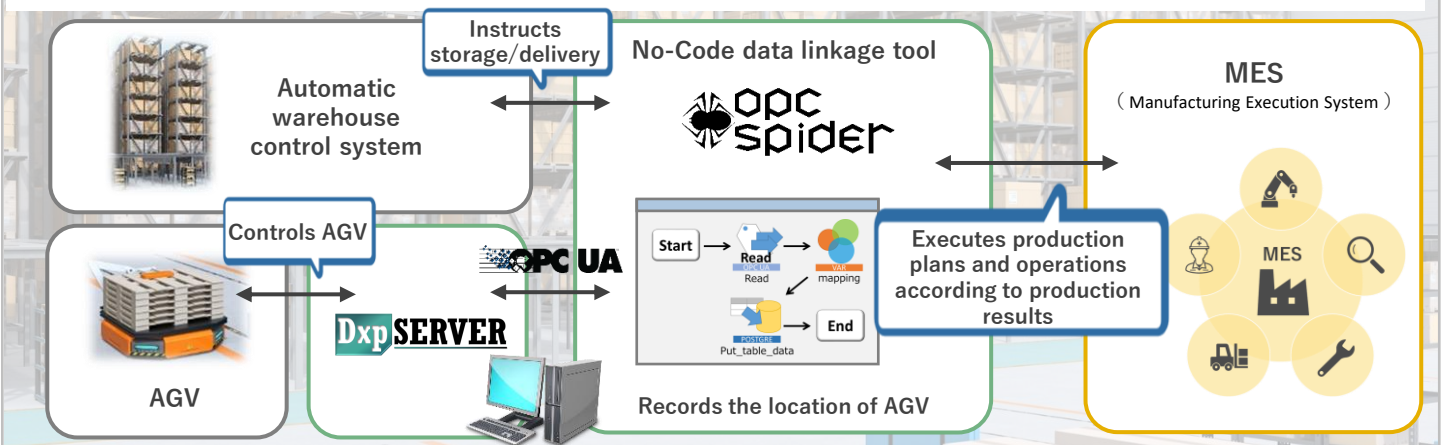 Instructs
storage/delivery
Automatic
warehouse
control system
No-Code data linkage tool
opc
spider
MES
( Manufacturing Execution System )
Controls AGV
AGV
OPC UA
Dxp SERVER
Start
Read
OPC UA
Read
VAR
mapping
POSTGRE
Put_table_data
End
Records the location of AGV
Executes production
plans and operations
according to production
results
MES